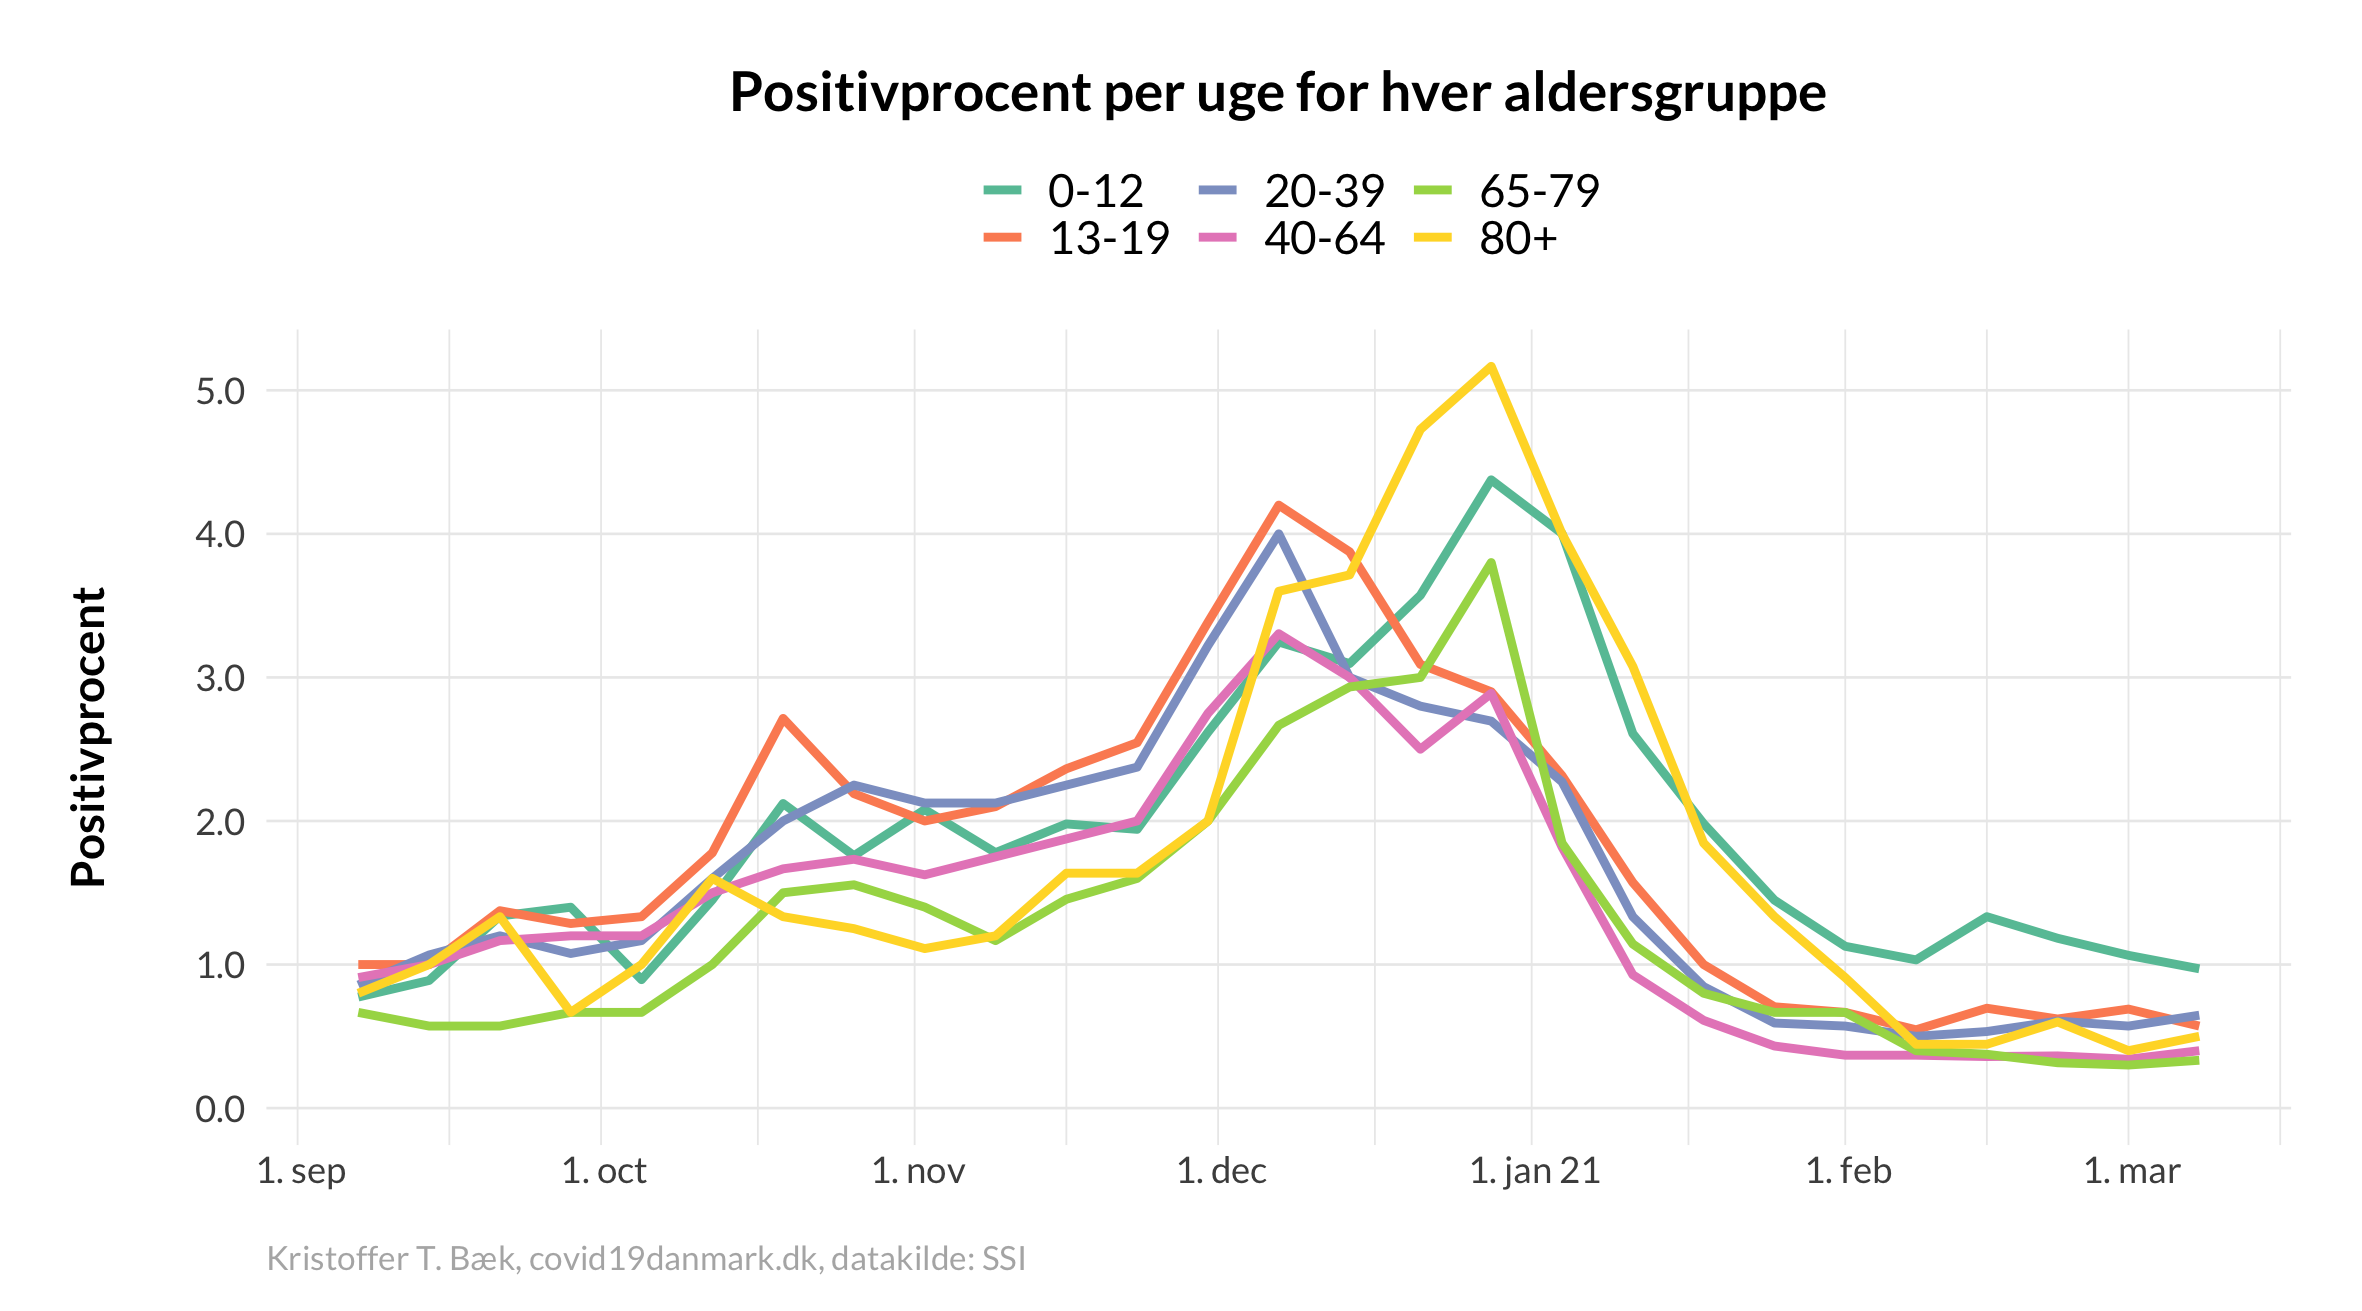 Positivprocent per uge for hver aldersgruppe
0-12 20-39 65-79
13-19 40-64 80+
Positivprocent
5.0
4.0
3.0
2.0
1.0
0.0
1. sep 1. oct 1. nov 1. dec 1. jan 21 1. feb 1. mar
Kristoffer T. Bæk, covid19danmark.dk, datakilde: SSI